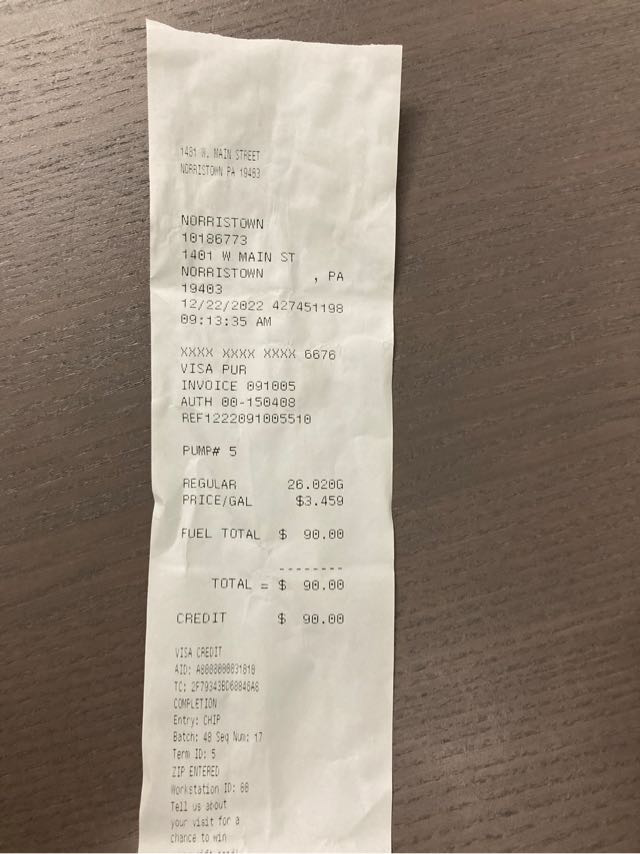 1401 W. MAIN STREET
NORRISTOWN PA 19403
NORRISTOWN
10186773
1401 W MAIN ST
NORRISTOWN , PA
19403
12/22/2022 427451198
09:13:35 AM
XXXX XXXX XXXX 6676
VISA PUR
INVOICE 091005
AUTH 00-150408
REF1222091005510
PUMP# 5
REGULAR 26.020G
PRICE/GAL $3.459
FUEL TOTAL $ 90.00
--------
TOTAL = $ 90.00
CREDIT $ 90.00
VISA CREDIT
AID:
TC:
COMPLETION
Entry: CHIP
Batch: 48 Seq Num: 17
Term ID: 5
ZIP ENTERED
Workstation ID:
Tell us about
your visit for a
chance to win